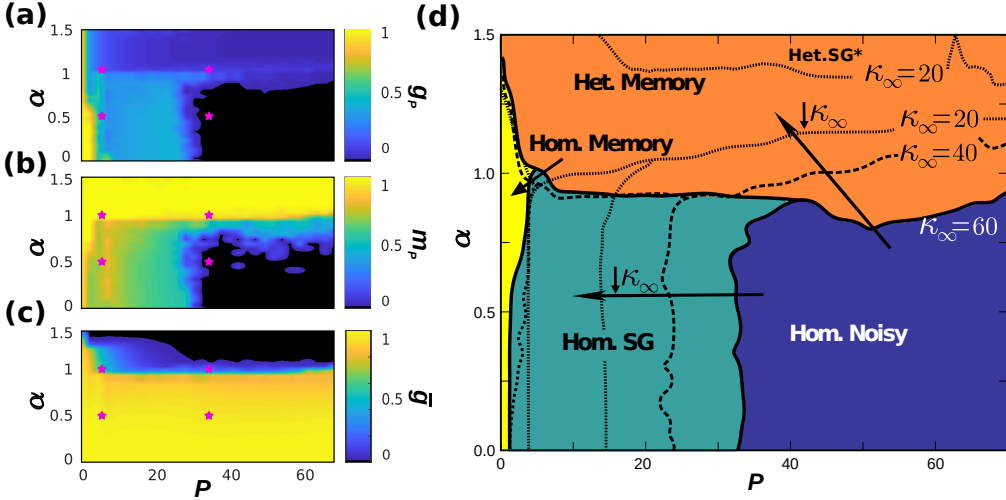 (a)
1.5
1
0.5
0
α
1
0.5
0
g_p
(b)
1.5
1
0.5
0
α
1
0.5
0
m_p
(c)
1.5
1
0.5
0
α
1
0.5
0
g̅
0 20 40 60
P
(d)
1.5
1.0
0.5
0.0
α
Het.SG*
κ∞=20
Het. Memory
↓κ∞
κ∞=20
Hom. Memory
κ∞=40
κ∞=60
↓κ∞
Hom. SG
Hom. Noisy
0 20 40 60
P